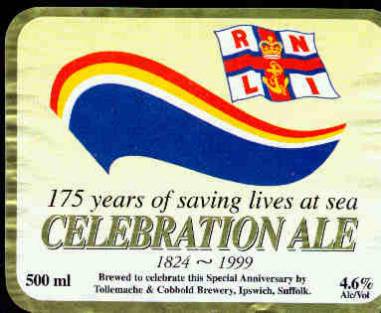 R N
L I
175 years of saving lives at sea
CELEBRATION ALE
1824 ~ 1999
500 ml
Brewed to celebrate this Special Anniversary by
Tollemache & Cobbold Brewery, Ipswich, Suffolk.
4.6%
Alc/Vol